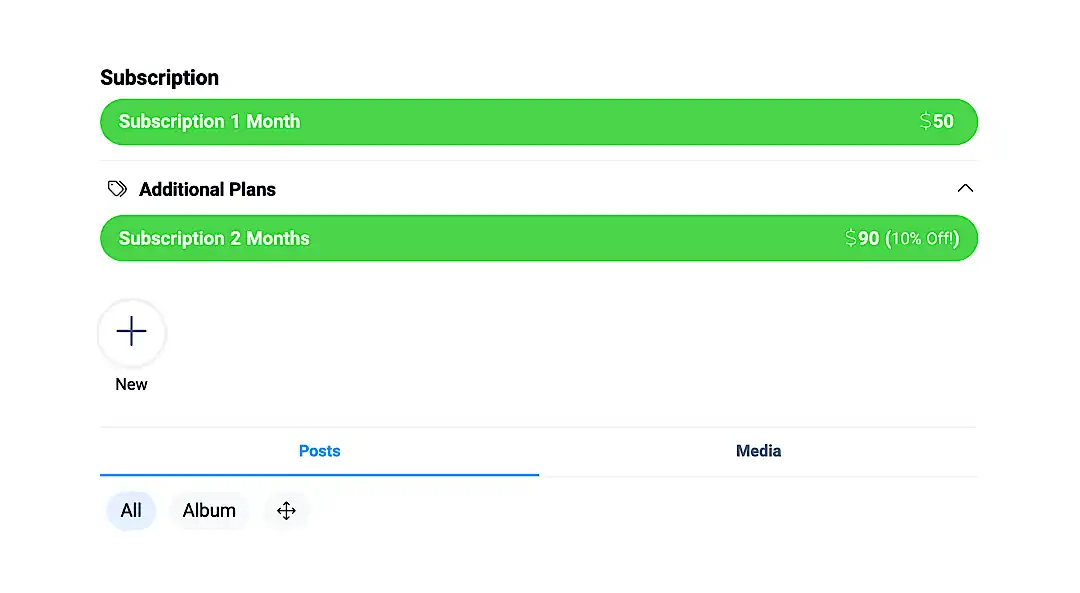 Subscription
Subscription 1 Month $50
Additional Plans
Subscription 2 Months $90 (10% Off!)
New
Posts Media
All Album